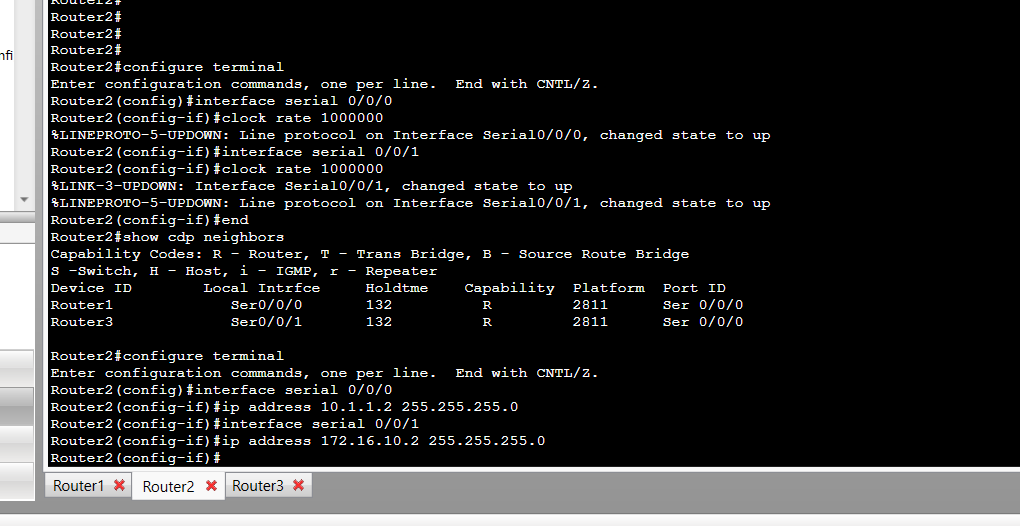 Router2#
Router2#
Router2#
Router2#
nfi
Router2#configure terminal
Enter configuration commands, one per line.  End with CNTL/Z.
Router2(config)#interface serial 0/0/0
Router2(config-if)#clock rate 1000000
%LINEPROTO-5-UPDOWN: Line protocol on Interface Serial0/0/0, changed state to up
Router2(config-if)#interface serial 0/0/1
Router2(config-if)#clock rate 1000000
%LINK-3-UPDOWN: Interface Serial0/0/1, changed state to up
%LINEPROTO-5-UPDOWN: Line protocol on Interface Serial0/0/1, changed state to up
Router2(config-if)#end
Router2#show cdp neighbors
Capability Codes: R - Router, T - Trans Bridge, B - Source Route Bridge
S -Switch, H - Host, i - IGMP, r - Repeater
Device ID        Local Intrfce     Holdtme    Capability  Platform  Port ID
Router1             Ser0/0/0       132          R         2811      Ser 0/0/0
Router3             Ser0/0/1       132          R         2811      Ser 0/0/0
Router2#configure terminal
Enter configuration commands, one per line.  End with CNTL/Z.
Router2(config)#interface serial 0/0/0
Router2(config-if)#ip address 10.1.1.2 255.255.255.0
Router2(config-if)#interface serial 0/0/1
Router2(config-if)#ip address 172.16.10.2 255.255.255.0
Router2(config-if)#
Router1 Router2 Router3